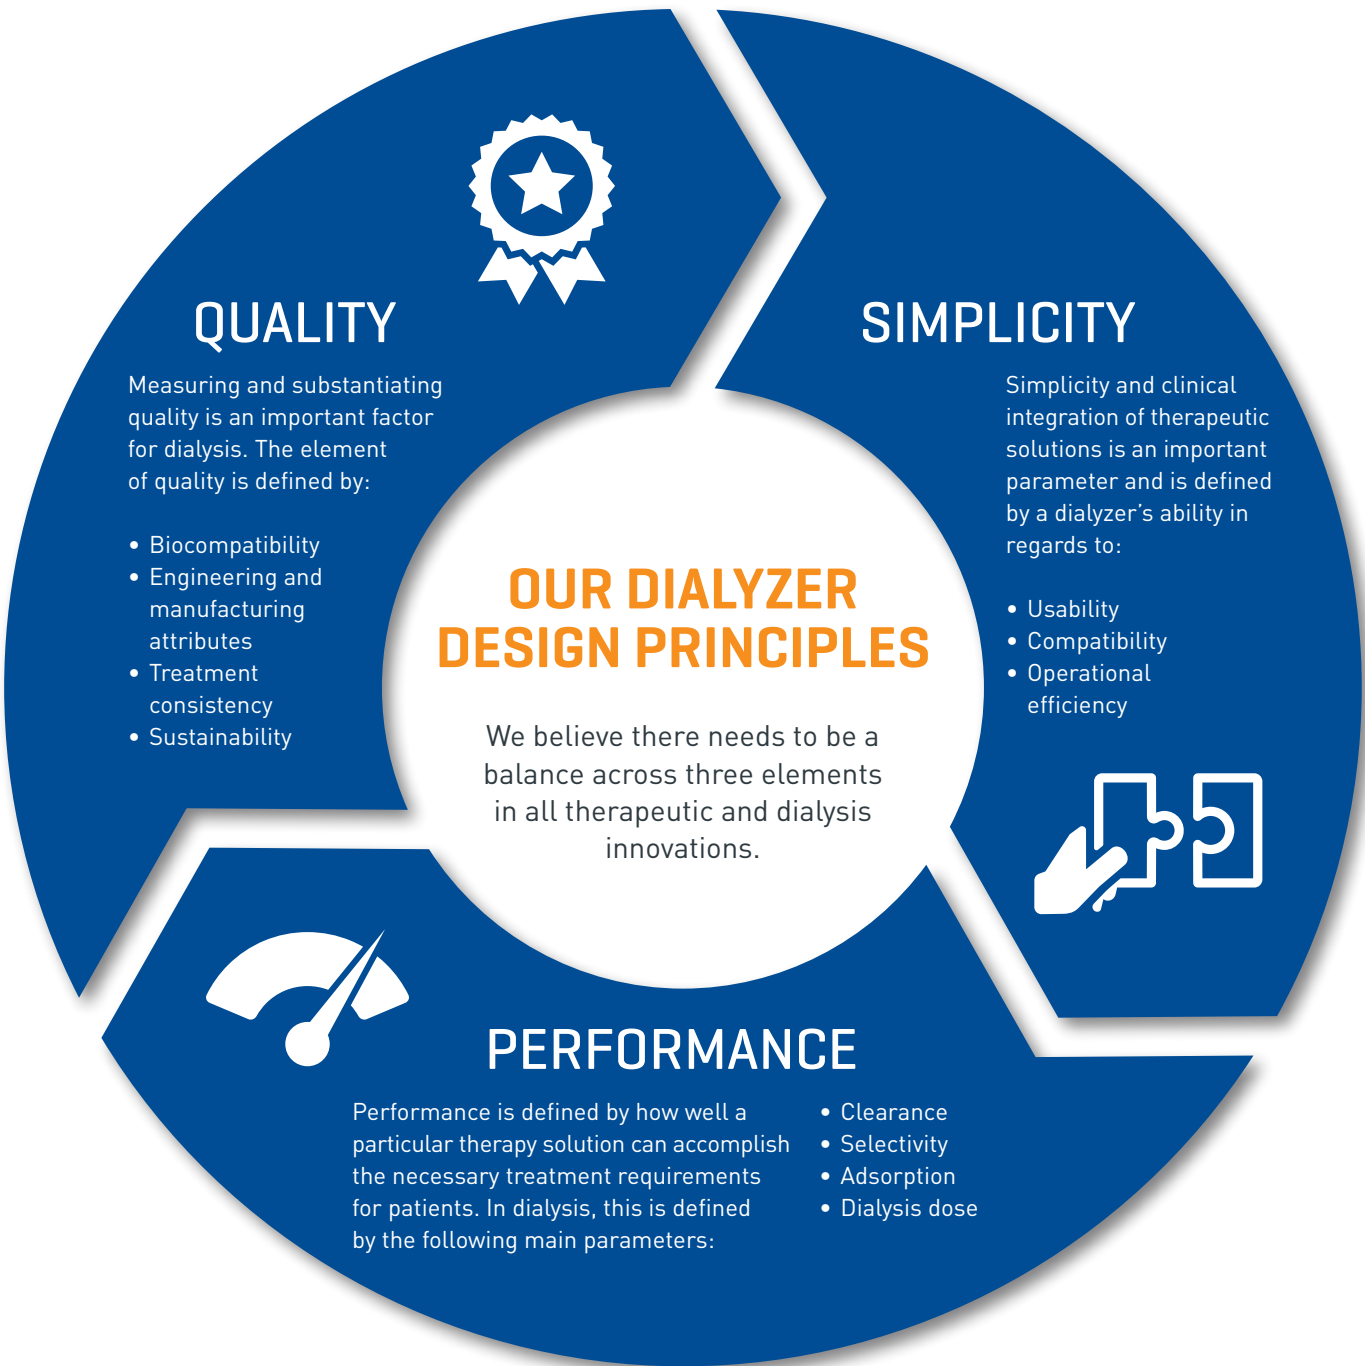 QUALITY
Measuring and substantiating
quality is an important factor
for dialysis. The element
of quality is defined by:
• Biocompatibility
• Engineering and
manufacturing
attributes
• Treatment
consistency
• Sustainability
SIMPLICITY
Simplicity and clinical
integration of therapeutic
solutions is an important
parameter and is defined
by a dialyzer’s ability in
regards to:
• Usability
• Compatibility
• Operational
efficiency
OUR DIALYZER
DESIGN PRINCIPLES
We believe there needs to be a
balance across three elements
in all therapeutic and dialysis
innovations.
PERFORMANCE
Performance is defined by how well a
particular therapy solution can accomplish
the necessary treatment requirements
for patients. In dialysis, this is defined
by the following main parameters:
• Clearance
• Selectivity
• Adsorption
• Dialysis dose